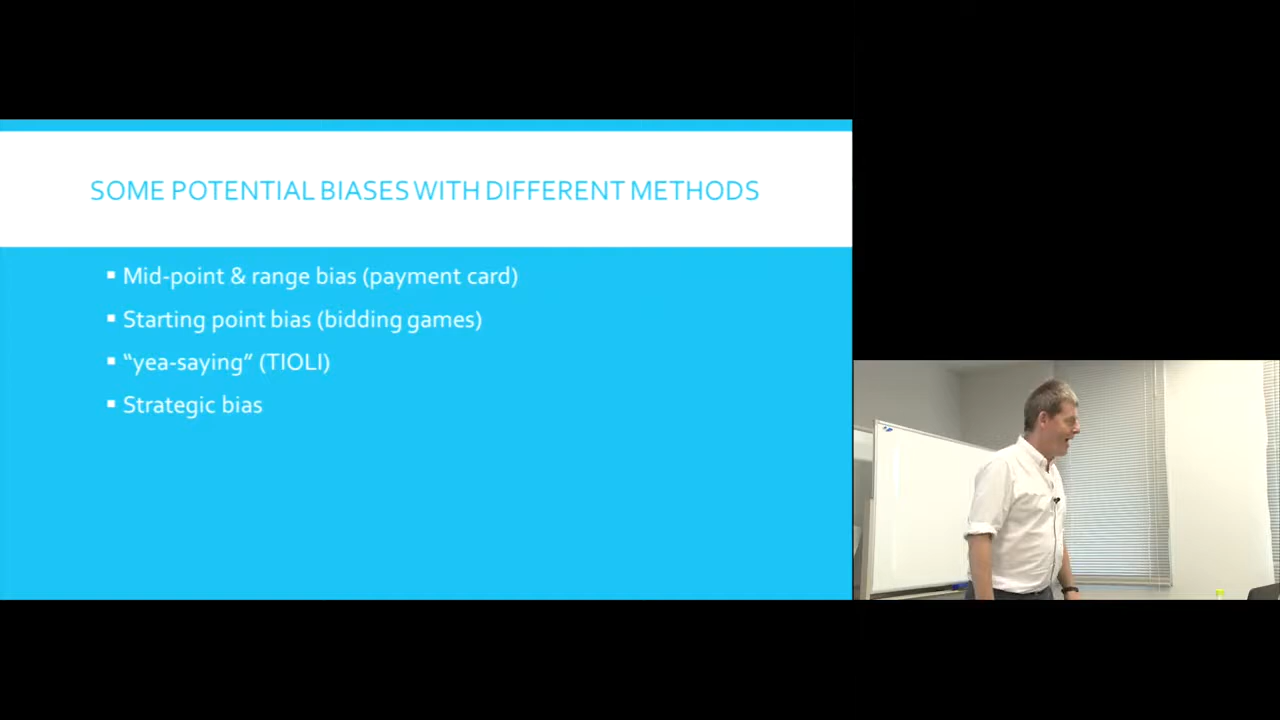 SOME POTENTIAL BIASES WITH DIFFERENT METHODS
Mid-point & range bias (payment card)
Starting point bias (bidding games)
“yea-saying” (TIOLI)
Strategic bias